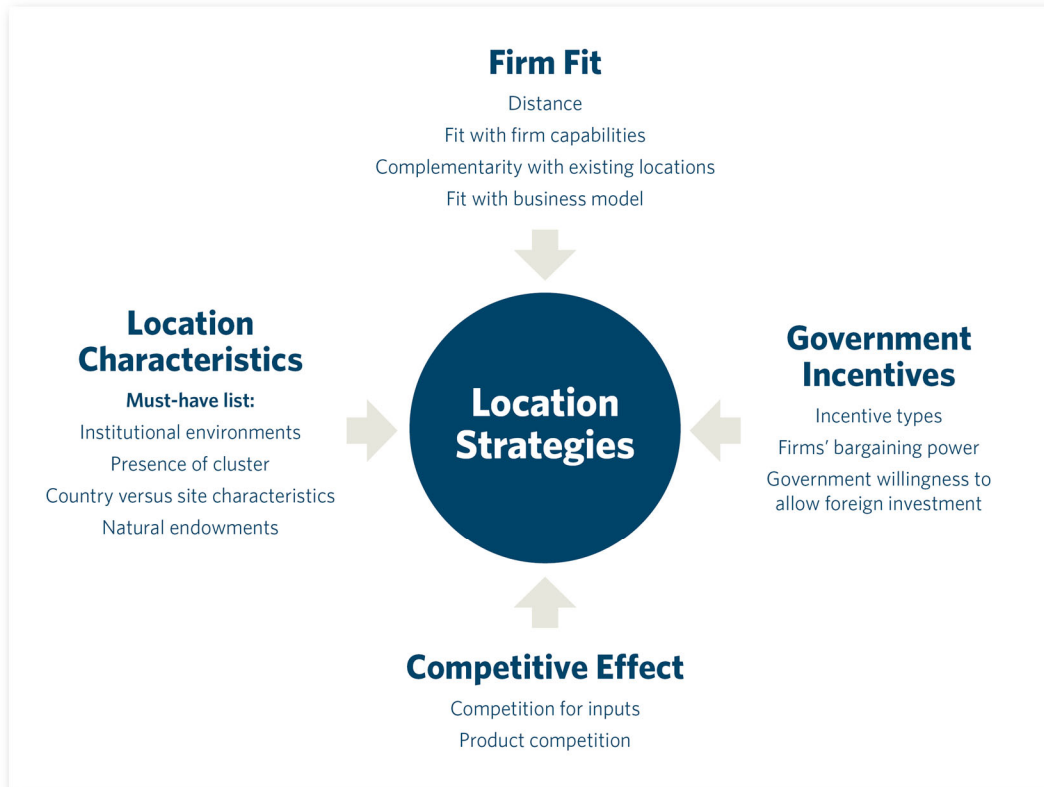 Firm Fit
Distance
Fit with firm capabilities
Complementarity with existing locations
Fit with business model
Location
Characteristics
Must-have list:
Institutional environments
Presence of cluster
Country versus site characteristics
Natural endowments
Location
Strategies
Government
Incentives
Incentive types
Firms’ bargaining power
Government willingness to
allow foreign investment
Competitive Effect
Competition for inputs
Product competition